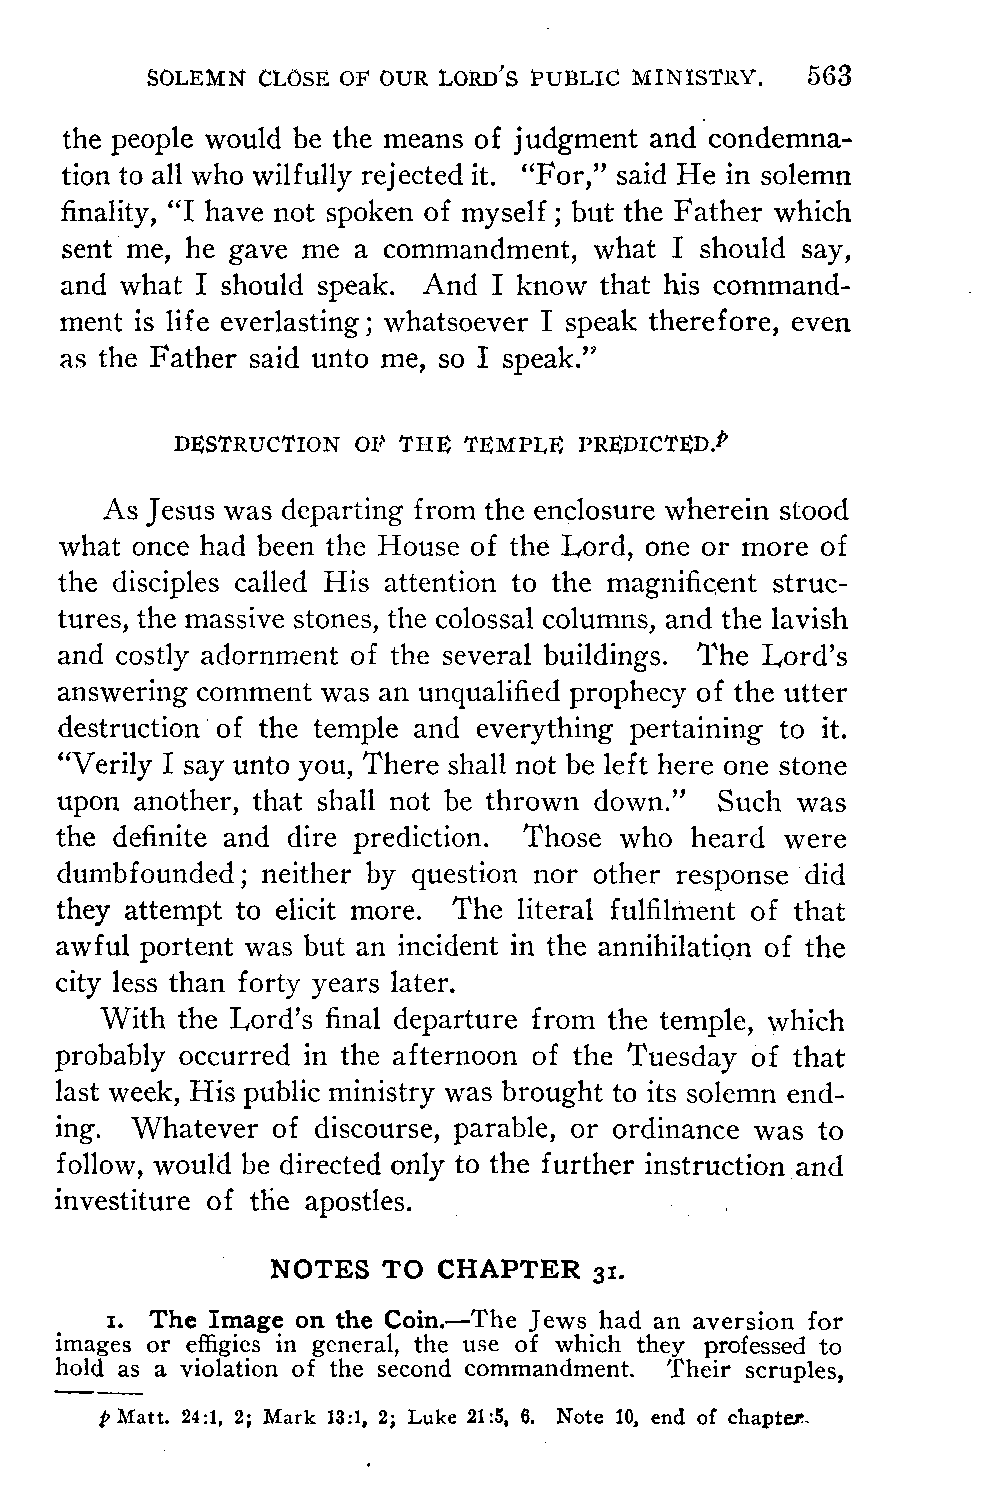 SOLEMN CLOSE OF OUR LORD'S PUBLIC MINISTRY. 563
the people would be the means of judgment and condemna-
tion to all who wilfully rejected it. “For,” said He in solemn
finality, “I have not spoken of myself; but the Father which
sent me, he gave me a commandment, what I should say,
and what I should speak. And I know that his command-
ment is life everlasting; whatsoever I speak therefore, even
as the Father said unto me, so I speak.”
DESTRUCTION OF THE TEMPLE PREDICTED.p
As Jesus was departing from the enclosure wherein stood
what once had been the House of the Lord, one or more of
the disciples called His attention to the magnificent struc-
tures, the massive stones, the colossal columns, and the lavish
and costly adornment of the several buildings. The Lord’s
answering comment was an unqualified prophecy of the utter
destruction of the temple and everything pertaining to it.
“Verily I say unto you, There shall not be left here one stone
upon another, that shall not be thrown down.” Such was
the definite and dire prediction. Those who heard were
dumbfounded; neither by question nor other response did
they attempt to elicit more. The literal fulfilment of that
awful portent was but an incident in the annihilation of the
city less than forty years later.
With the Lord’s final departure from the temple, which
probably occurred in the afternoon of the Tuesday of that
last week, His public ministry was brought to its solemn end-
ing. Whatever of discourse, parable, or ordinance was to
follow, would be directed only to the further instruction and
investiture of the apostles.
NOTES TO CHAPTER 31.
1. The Image on the Coin.—The Jews had an aversion for
images or effigies in general, the use of which they professed to
hold as a violation of the second commandment. Their scruples,
p Matt. 24:1, 2; Mark 13:1, 2; Luke 21:5, 6. Note 10, end of chapter.